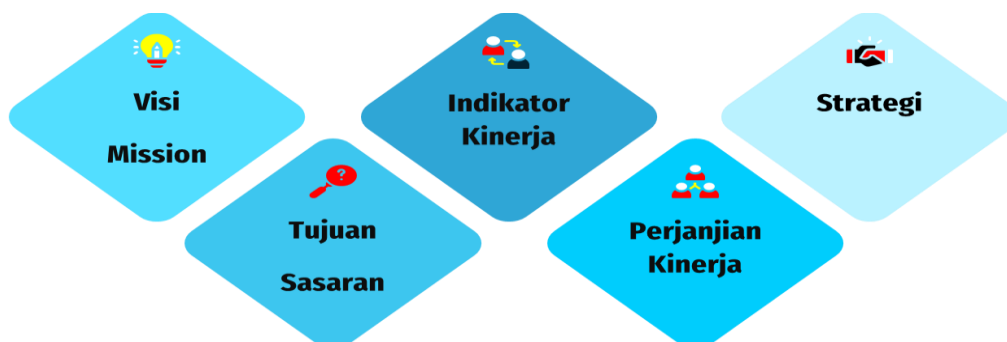 Visi
Mission
Tujuan
Sasaran
Indikator
Kinerja
Perjanjian
Kinerja
Strategi